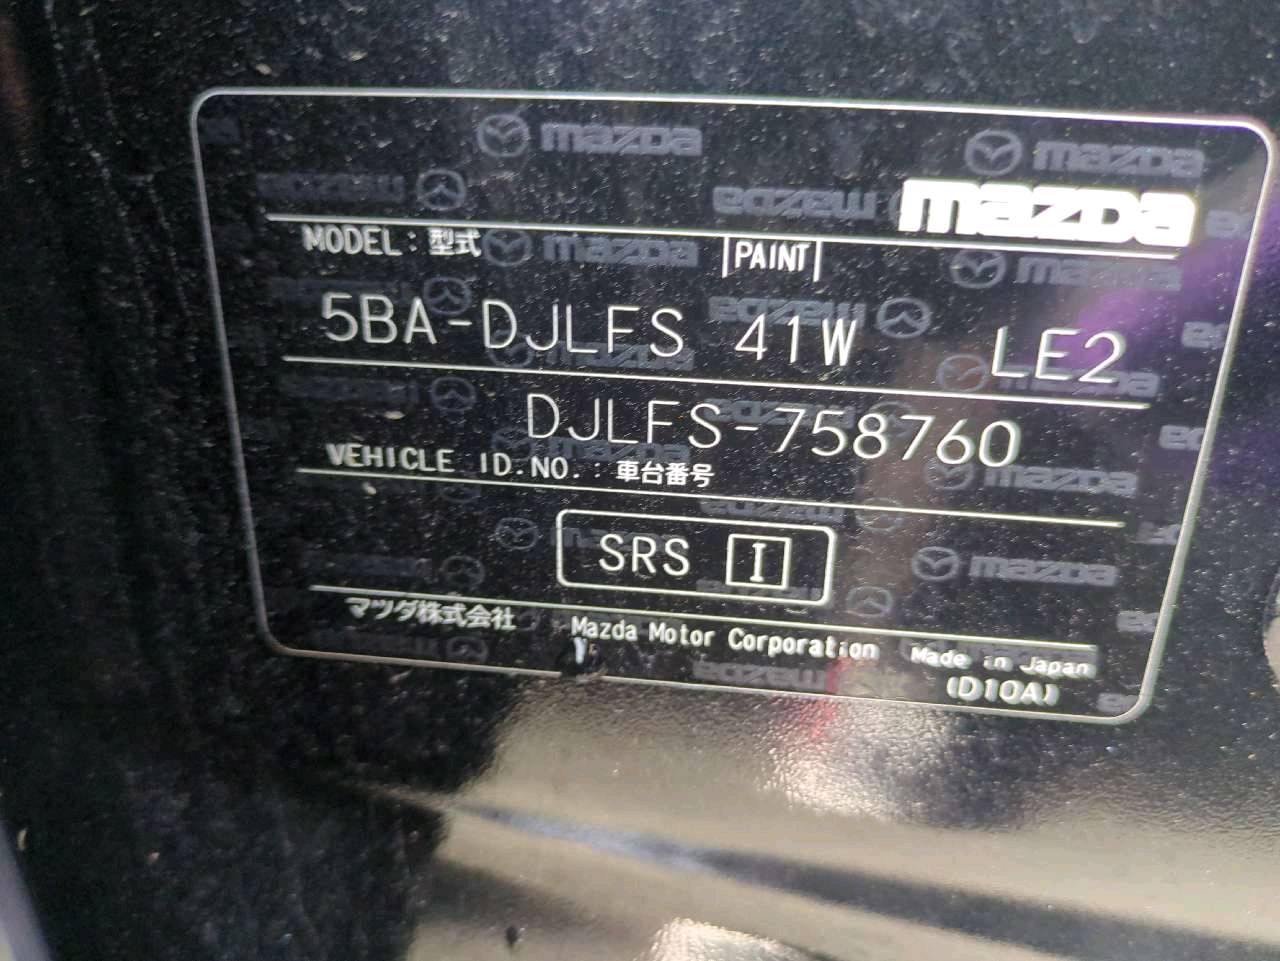 mazda
MODEL：型式 PAINT
5BA-DJLFS 41W LE2
DJLFS-758760
VEHICLE ID.NO.：車台番号
SRS I
マツダ株式会社 Mazda Motor Corporation Made in Japan
(D10A)